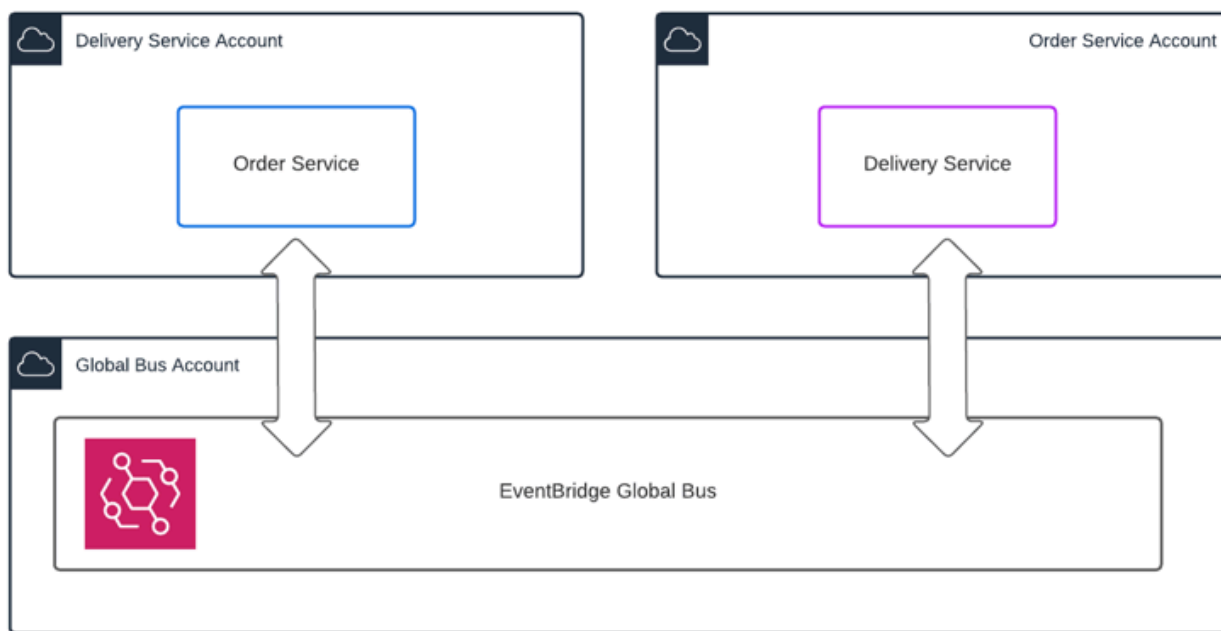 Delivery Service Account
Order Service Account
Order Service
Delivery Service
Global Bus Account
EventBridge Global Bus